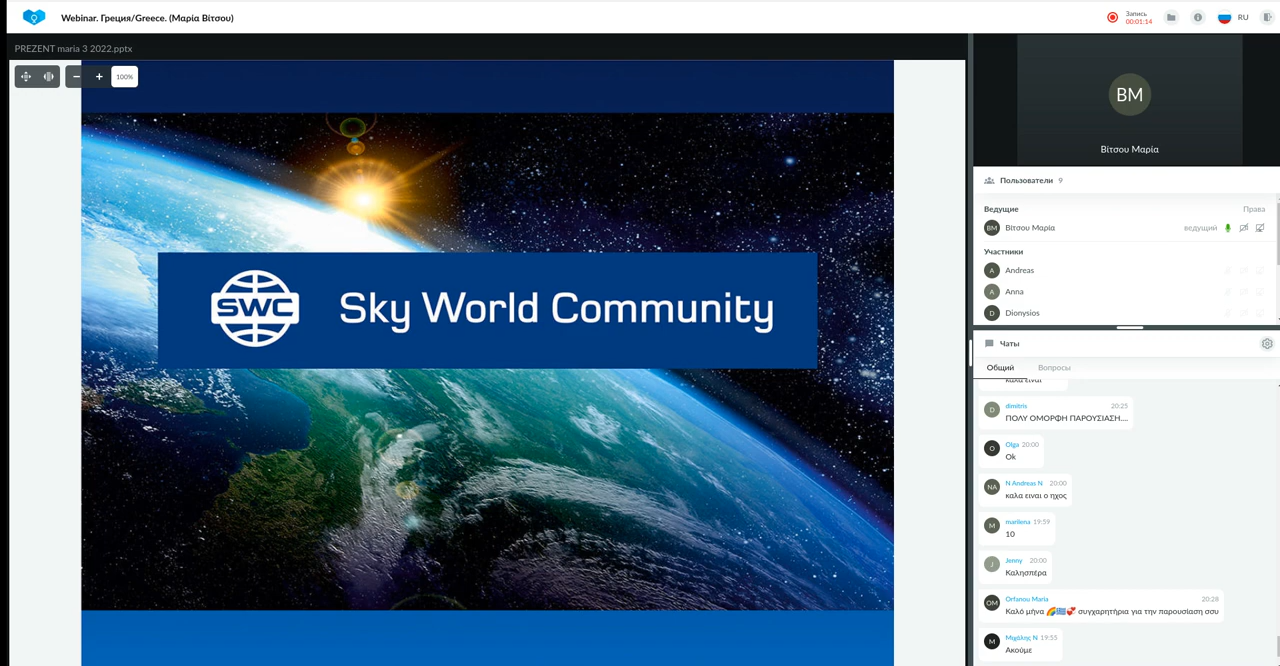 Webinar. Греция/Greece. (Μαρία Βίτσου)
Запись
00:01:14
RU
PREZENT maria 3 2022.pptx
100%
SWC Sky World Community
BM
Βίτσου Μαρία
Пользователи 9
Ведущие Права
BM Βίτσου Μαρία ведущий
Участники
A Andreas
A Anna
D Dionysios
Чаты
Общий Вопросы
καλα ειναι
D dimitris 20:25
ΠΟΛΥ ΟΜΟΡΦΗ ΠΑΡΟΥΣΙΑΣΗ....
O Olga 20:00
Ok
NA N Andreas N 20:00
καλα ειναι ο ηχος
M marilena 19:59
10
J Jenny 20:00
Καλησπέρα
OM Orfanou Maria 20:28
Καλό μήνα 🌈🇬🇷💞 συγχαρητήρια για την παρουσίαση σου
M Μιχάλης Ν 19:55
Ακούμε